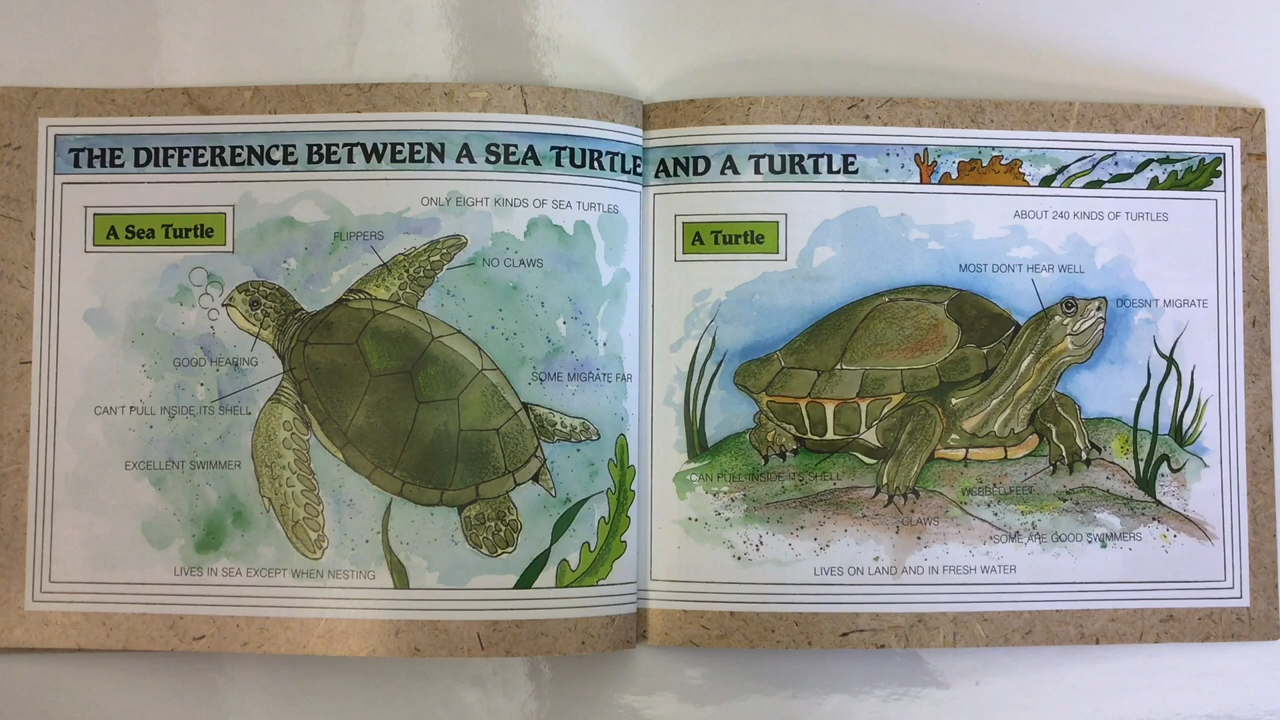 THE DIFFERENCE BETWEEN A SEA TURTLE AND A TURTLE
ONLY EIGHT KINDS OF SEA TURTLES
A Sea Turtle
FLIPPERS
NO CLAWS
GOOD HEARING
SOME MIGRATE FAR
CAN'T PULL INSIDE ITS SHELL
EXCELLENT SWIMMER
LIVES IN SEA EXCEPT WHEN NESTING
ABOUT 240 KINDS OF TURTLES
A Turtle
MOST DON'T HEAR WELL
DOESN'T MIGRATE
CAN PULL INSIDE ITS SHELL
WEBBED FEET
CLAWS
SOME ARE GOOD SWIMMERS
LIVES ON LAND AND IN FRESH WATER